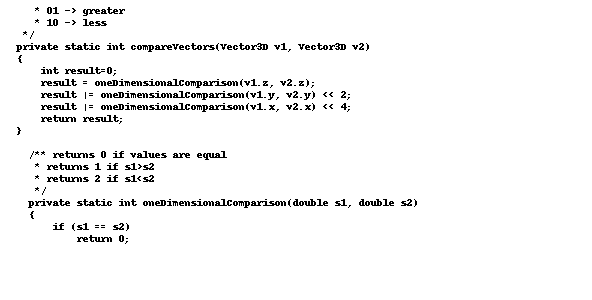 * 01 -> greater
 * 10 -> less
 */
private static int compareVectors(Vector3D v1, Vector3D v2)
{
    int result=0;
    result = oneDimensionalComparison(v1.z, v2.z);
    result |= oneDimensionalComparison(v1.y, v2.y) << 2;
    result |= oneDimensionalComparison(v1.x, v2.x) << 4;
    return result;
}
/** returns 0 if values are equal
 * returns 1 if s1>s2
 * returns 2 if s1<s2
 */
private static int oneDimensionalComparison(double s1, double s2)
{
    if (s1 == s2)
        return 0;